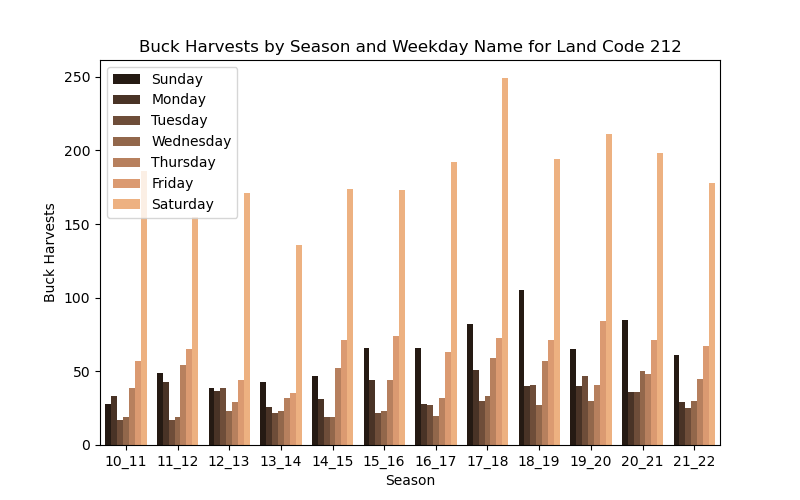 Buck Harvests by Season and Weekday Name for Land Code 212
250
200
150
100
50
0
Buck Harvests
Sunday
Monday
Tuesday
Wednesday
Thursday
Friday
Saturday
10_11 11_12 12_13 13_14 14_15 15_16 16_17 17_18 18_19 19_20 20_21 21_22
Season